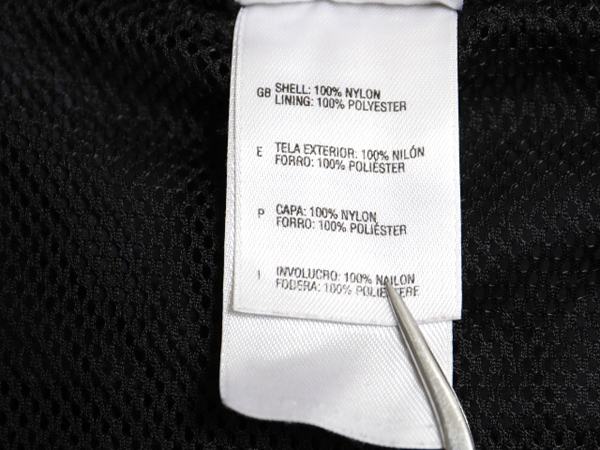 GB SHELL: 100% NYLON
LINING: 100% POLYESTER
E TELA EXTERIOR: 100% NILÓN
FORRO: 100% POLIÉSTER
P CAPA: 100% NYLON
FORRO: 100% POLIÉSTER
I INVOLUCRO: 100% NAILON
FODERA: 100% POLIESTERE